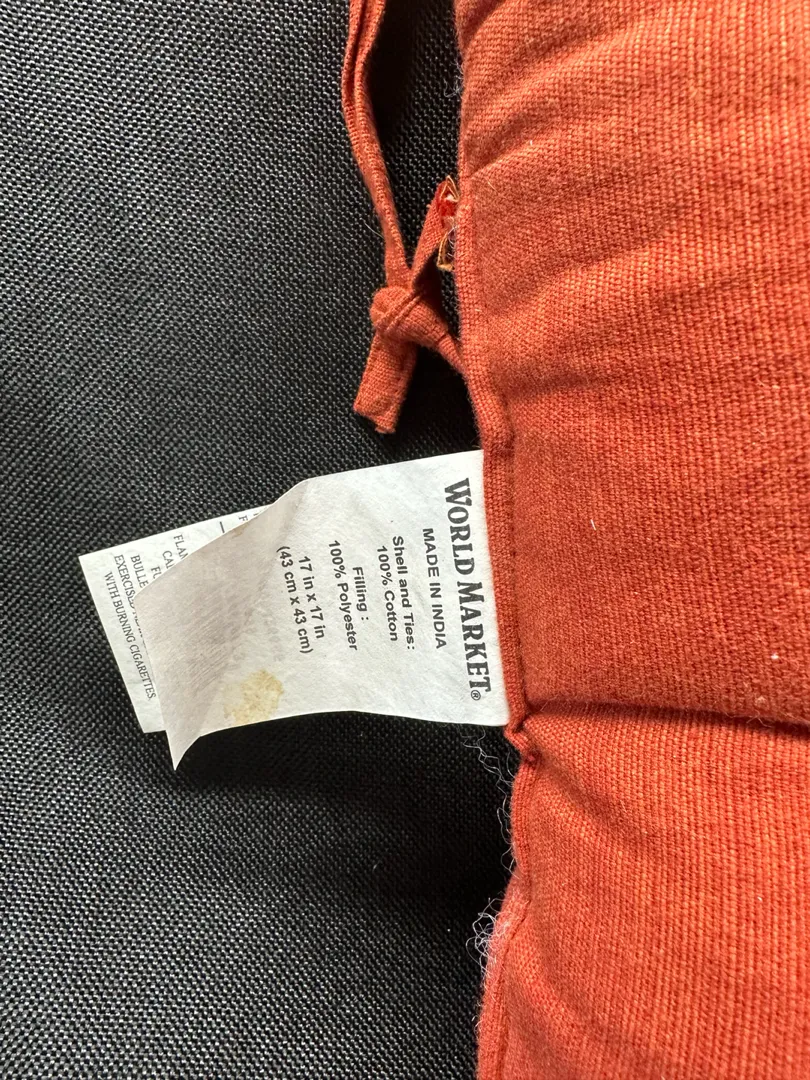 WORLD MARKET®
MADE IN INDIA
Shell and Ties:
100% Cotton
Filling :
100% Polyester
17 in x 17 in
(43 cm x 43 cm)
WITH BURNING CIGARETTES